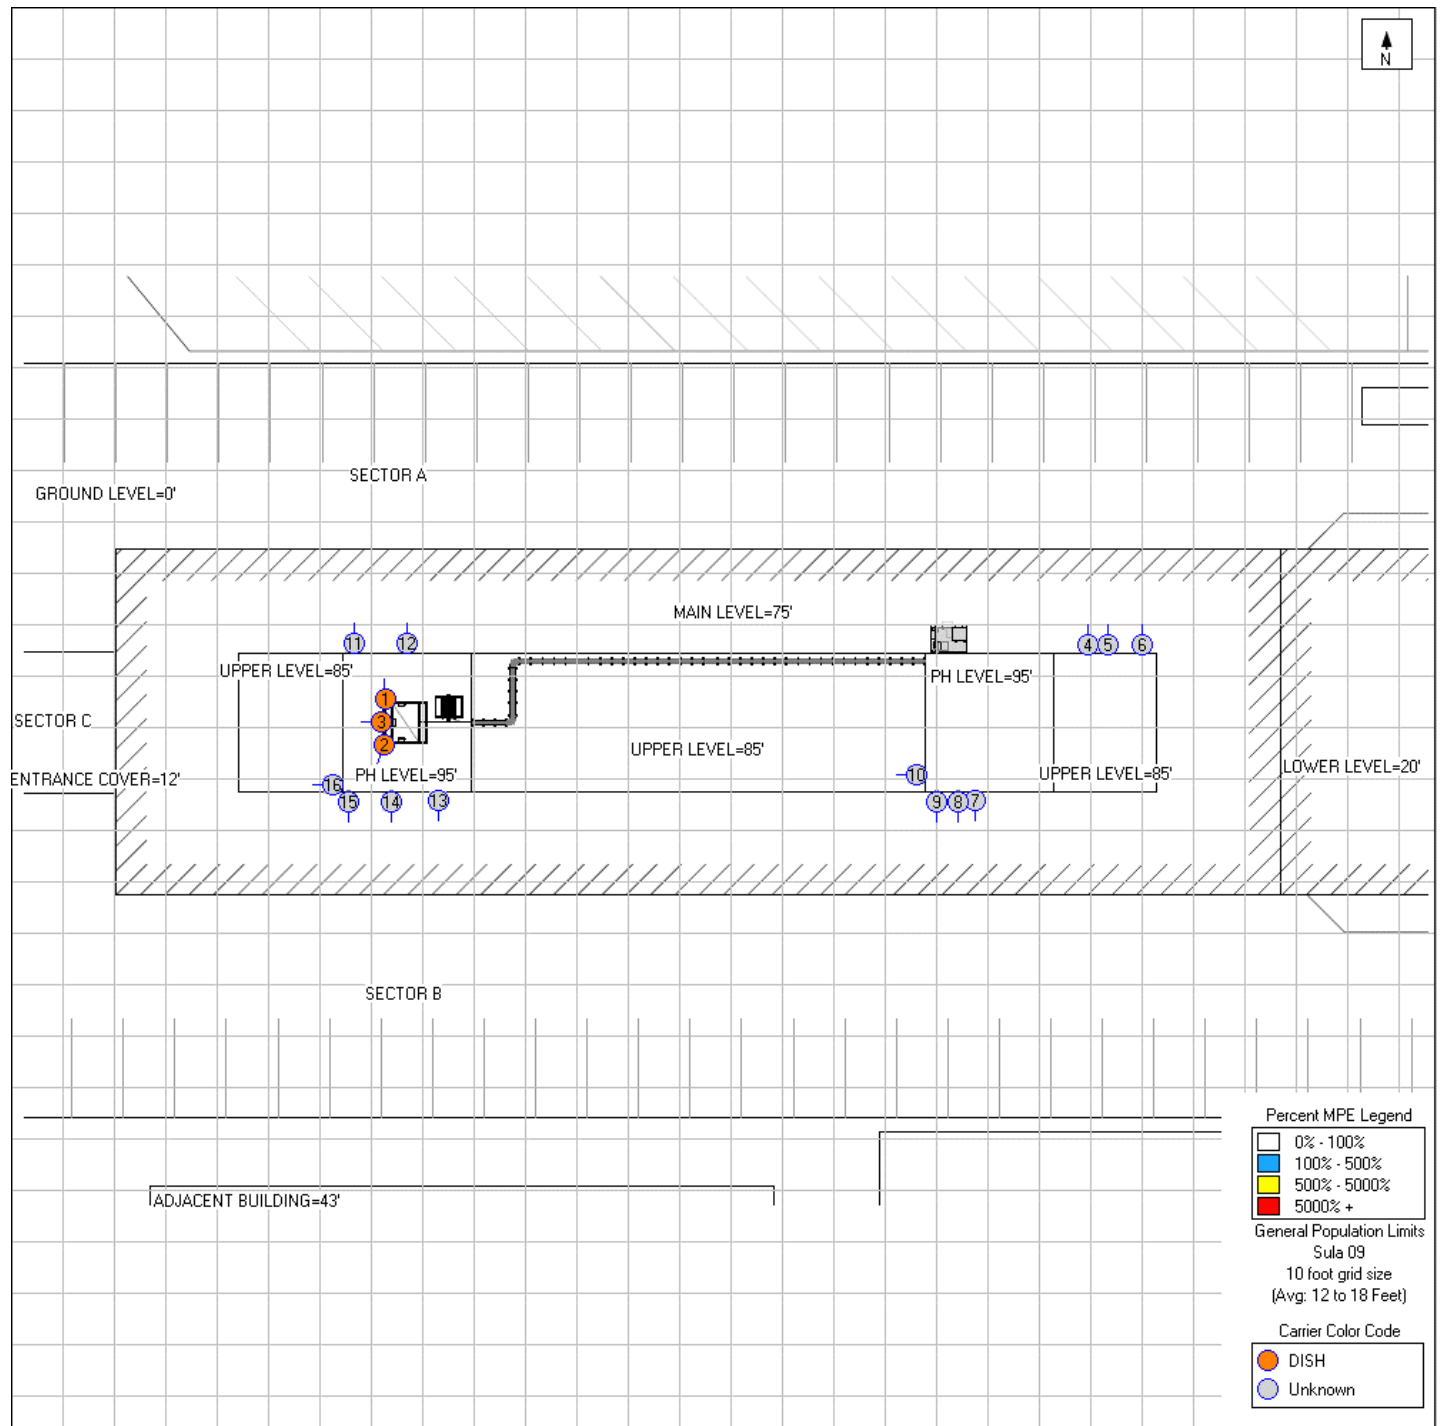 N
SECTOR A
GROUND LEVEL=0'
MAIN LEVEL=75'
11
12
4
5
6
UPPER LEVEL=85'
PH LEVEL=95'
1
SECTOR C
3
2
UPPER LEVEL=85'
PH LEVEL=95'
10
UPPER LEVEL=85'
LOWER LEVEL=20'
ENTRANCE COVER=12'
16
15
14
13
9
8
7
SECTOR B
ADJACENT BUILDING=43'
Percent MPE Legend
0% - 100%
100% - 500%
500% - 5000%
5000% +
General Population Limits
Sula 09
10 foot grid size
(Avg: 12 to 18 Feet)
Carrier Color Code
DISH
Unknown